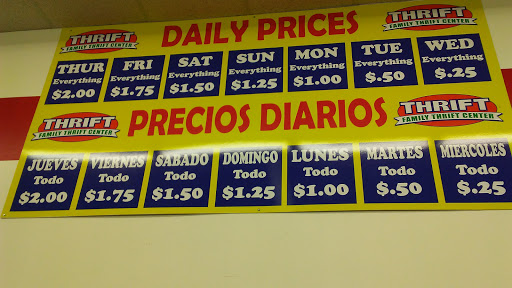 THRIFT
FAMILY THRIFT CENTER
DAILY PRICES
THRIFT
FAMILY THRIFT CENTER
THUR FRI SAT SUN MON TUE WED
Everything Everything Everything Everything Everything Everything Everything
$2.00 $1.75 $1.50 $1.25 $1.00 $.50 $.25
THRIFT
FAMILY THRIFT CENTER
PRECIOS DIARIOS
THRIFT
FAMILY THRIFT CENTER
JUEVES VIERNES SABADO DOMINGO LUNES MARTES MIERCOLES
Todo Todo Todo Todo Todo Todo Todo
$2.00 $1.75 $1.50 $1.25 $1.00 $.50 $.25